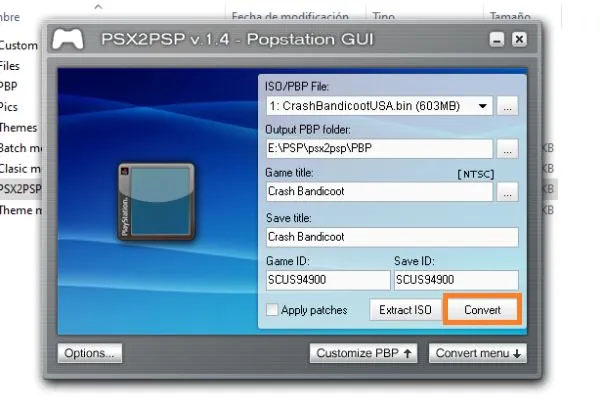 mbre Fecha de modificación Tipo Tamaño
PSX2PSP v.1.4 - Popstation GUI
Custom
Files
PBP
Pics
Themes
Batch m
Clasic m
PSX2PSP
Theme m
ISO/PBP File:
1: CrashBandicootUSA.bin (603MB) ...
Output PBP folder:
E:\PSP\psx2psp\PBP ...
Game title: [NTSC]
Crash Bandicoot ...
Save title:
Crash Bandicoot
Game ID: Save ID:
SCUS94900 SCUS94900
Apply patches Extract ISO Convert
PlayStation.
KB
KB
KB
KB
Options... Customize PBP Convert menu